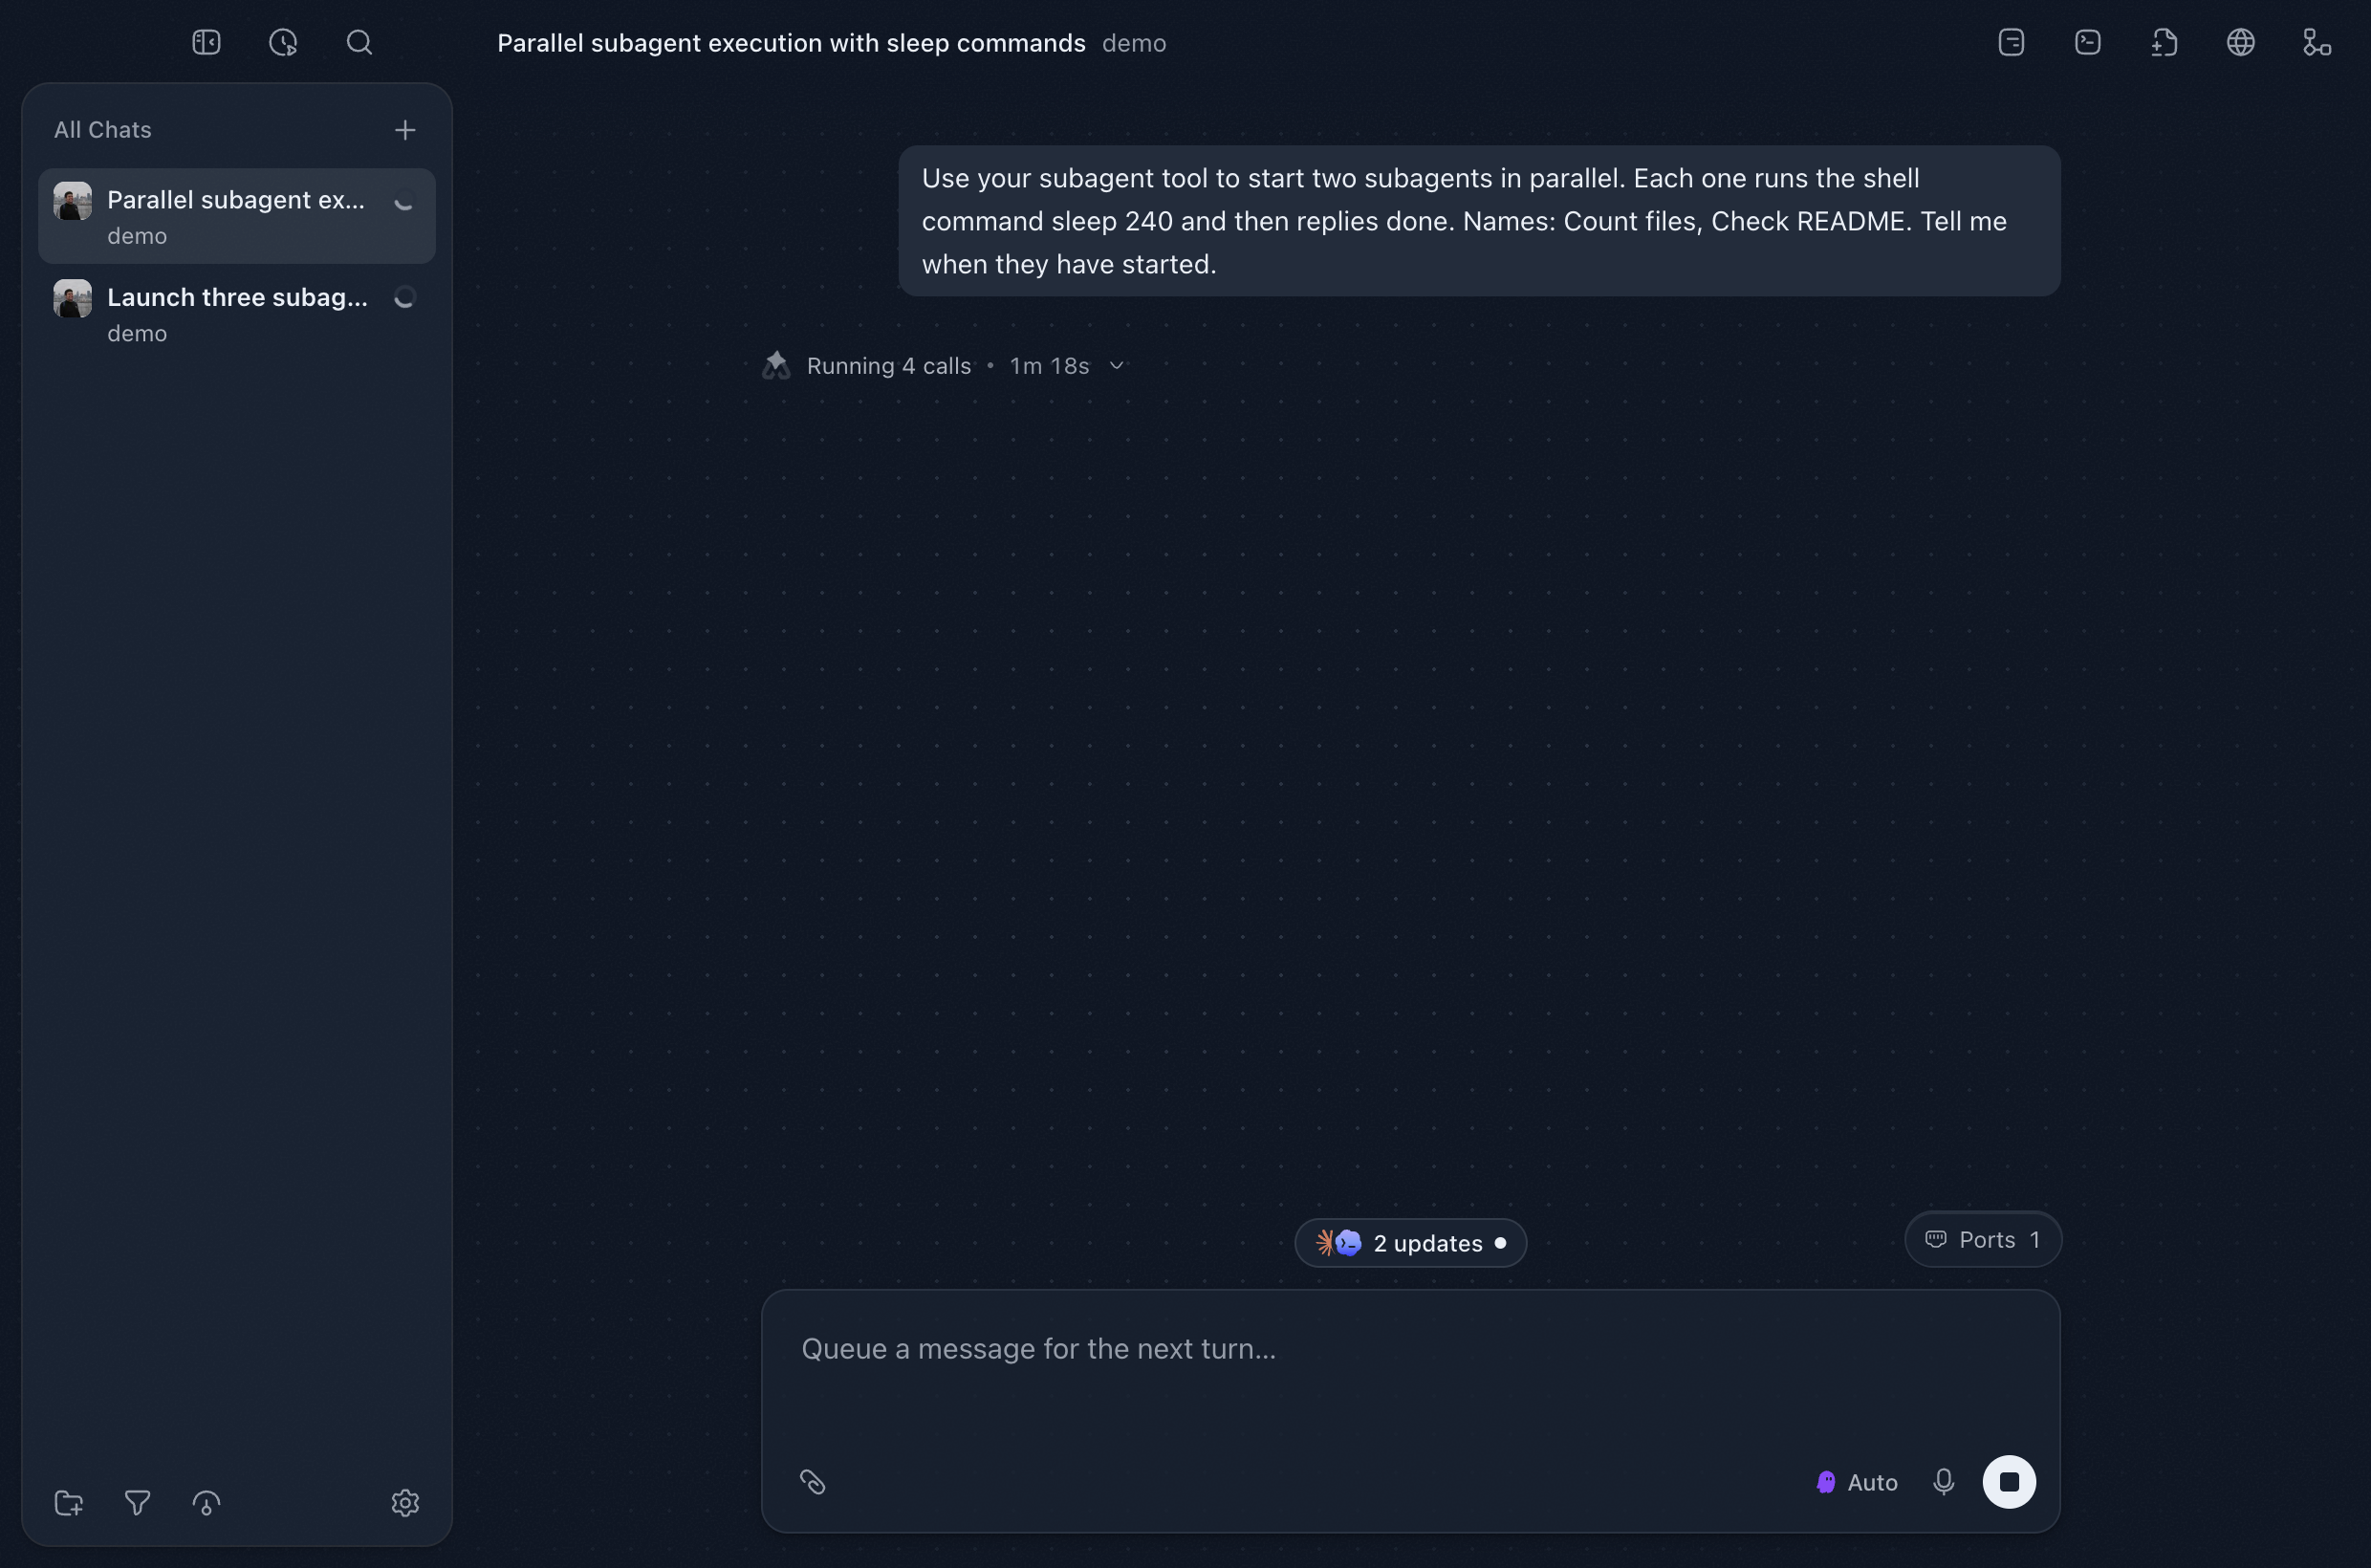 Parallel subagent execution with sleep commands demo
All Chats
Parallel subagent ex...
demo
Launch three subag...
demo
Use your subagent tool to start two subagents in parallel. Each one runs the shell
command sleep 240 and then replies done. Names: Count files, Check README. Tell me
when they have started.
Running 4 calls • 1m 18s
2 updates
Ports 1
Queue a message for the next turn...
Auto